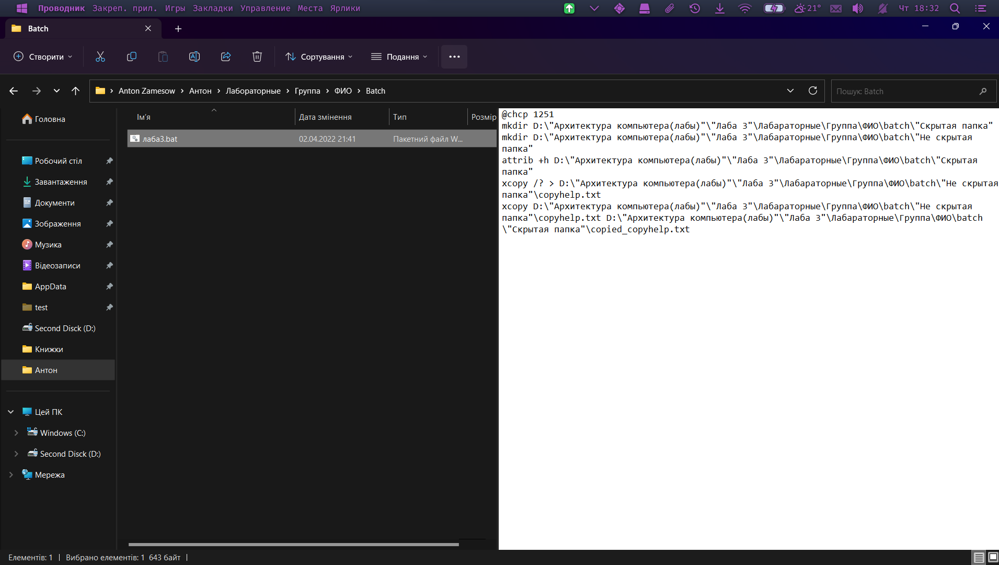 Проводник Закреп. прил. Игры Закладки Управление Места Ярлики 21° Чт 18:32
Batch
Створити Сортування Подання
Anton Zamesow Антон Лабораторные Группа ФИО Batch Пошук: Batch
Головна
Робочий стіл
Завантаження
Документи
Зображення
Музика
Відеозаписи
AppData
test
Second Disck (D:)
Книжки
Антон
Цей ПК
Windows (C:)
Second Disck (D:)
Мережа
Ім'я Дата змінення Тип Розмір
лаба3.bat 02.04.2022 21:41 Пакетний файл W...
@chcp 1251
mkdir D:\"Архитектура компьютера(лабы)"\"Лаба 3"\Лабараторные\Группа\ФИО\batch\"Скрытая папка"
mkdir D:\"Архитектура компьютера(лабы)"\"Лаба 3"\Лабараторные\Группа\ФИО\batch\"Не скрытая
папка"
attrib +h D:\"Архитектура компьютера(лабы)"\"Лаба 3"\Лабараторные\Группа\ФИО\batch\"Скрытая
папка"
xcopy /? > D:\"Архитектура компьютера(лабы)"\"Лаба 3"\Лабараторные\Группа\ФИО\batch\"Не скрытая
папка"\copyhelp.txt
xcopy D:\"Архитектура компьютера(лабы)"\"Лаба 3"\Лабараторные\Группа\ФИО\batch\"Не скрытая
папка"\copyhelp.txt D:\"Архитектура компьютера(лабы)"\"Лаба 3"\Лабараторные\Группа\ФИО\batch
\"Скрытая папка"\copied_copyhelp.txt
Елементів: 1 Вибрано елементів: 1 643 байт